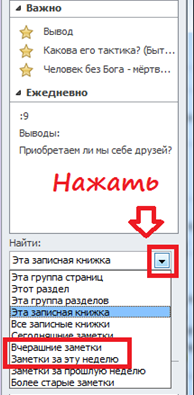 Важно
Вывод
Какова его тактика? (Быт...
Человек без Бога - мёртв...
Ежедневно
:9
Выводы:
Приобретаем ли мы себе друзей?
Нажать
Найти:
Эта записная книжка
Эта группа страниц
Этот раздел
Эта группа разделов
Эта записная книжка
Все записные книжки
Сегодняшние заметки
Вчерашние заметки
Заметки за эту неделю
Заметки за прошлую неделю
Более старые заметки